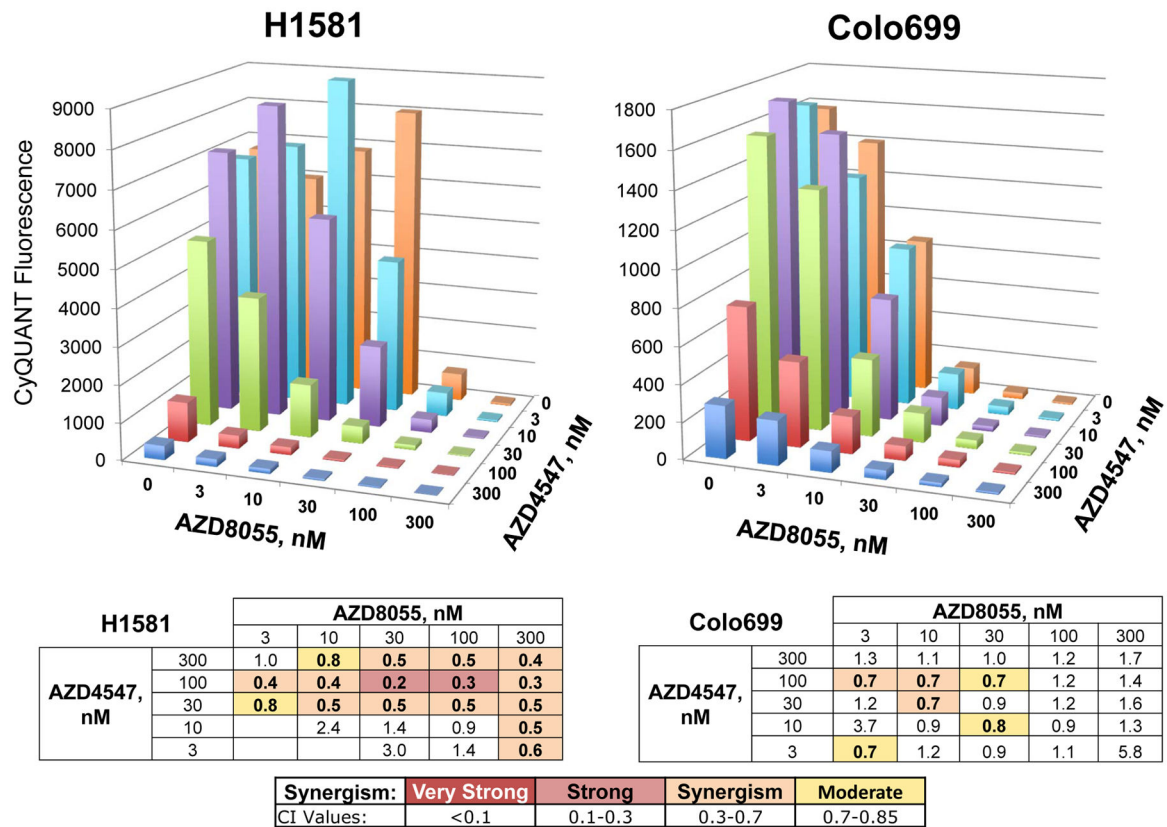 H1581 Colo699
CyQUANT Fluorescence
9000
8000
7000
6000
5000
4000
3000
2000
1000
0
0 3 10 30 100 300
AZD8055, nM
0
3
10
30
100
300
AZD4547, nM
1800
1600
1400
1200
1000
800
600
400
200
0
0 3 10 30 100 300
AZD8055, nM
0
3
10
30
100
300
AZD4547, nM
H1581
AZD8055, nM
3 10 30 100 300
AZD4547, nM
300 1.0 0.8 0.5 0.5 0.4
100 0.4 0.4 0.2 0.3 0.3
30 0.8 0.5 0.5 0.5 0.5
10 2.4 1.4 0.9 0.5
3 3.0 1.4 0.6
Colo699
AZD8055, nM
3 10 30 100 300
AZD4547, nM
300 1.3 1.1 1.0 1.2 1.7
100 0.7 0.7 0.7 1.2 1.4
30 1.2 0.7 0.9 1.2 1.6
10 3.7 0.9 0.8 0.9 1.3
3 0.7 1.2 0.9 1.1 5.8
Synergism: Very Strong Strong Synergism Moderate
CI Values: <0.1 0.1-0.3 0.3-0.7 0.7-0.85